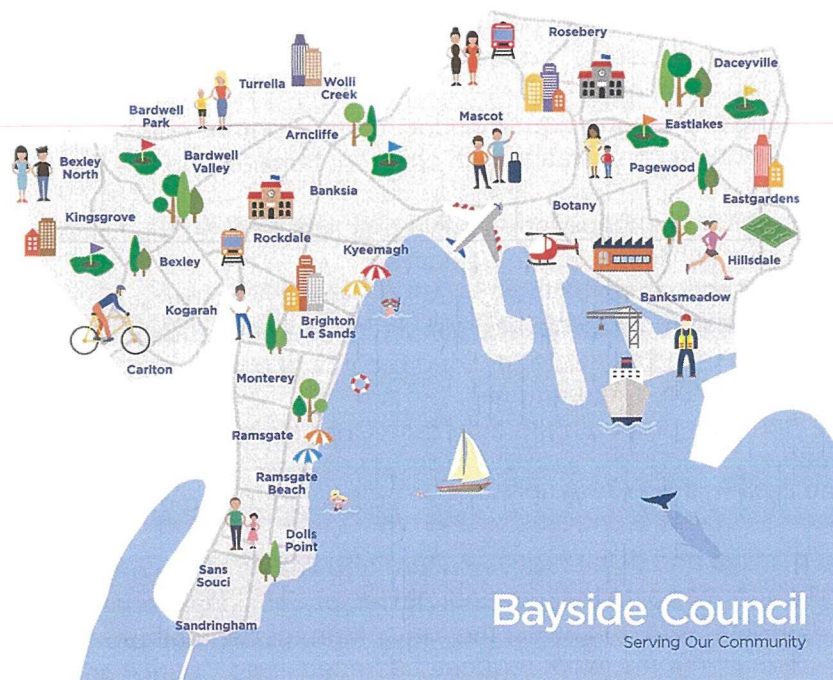 Rosebery
Daceyville
Turrella
Wolli
Creek
Bardwell
Park
Mascot
Arncliffe
Eastlakes
Bexley
North
Bardwell
Valley
Pagewood
Banksia
Eastgardens
Kingsgrove
Botany
Rockdale
Kyeemagh
Bexley
Hillsdale
Kogarah
Banksmeadow
Brighton
Le Sands
Carlton
Monterey
Ramsgate
Ramsgate
Beach
Dolls
Point
Sans
Souci
Sandringham
Bayside Council
Serving Our Community